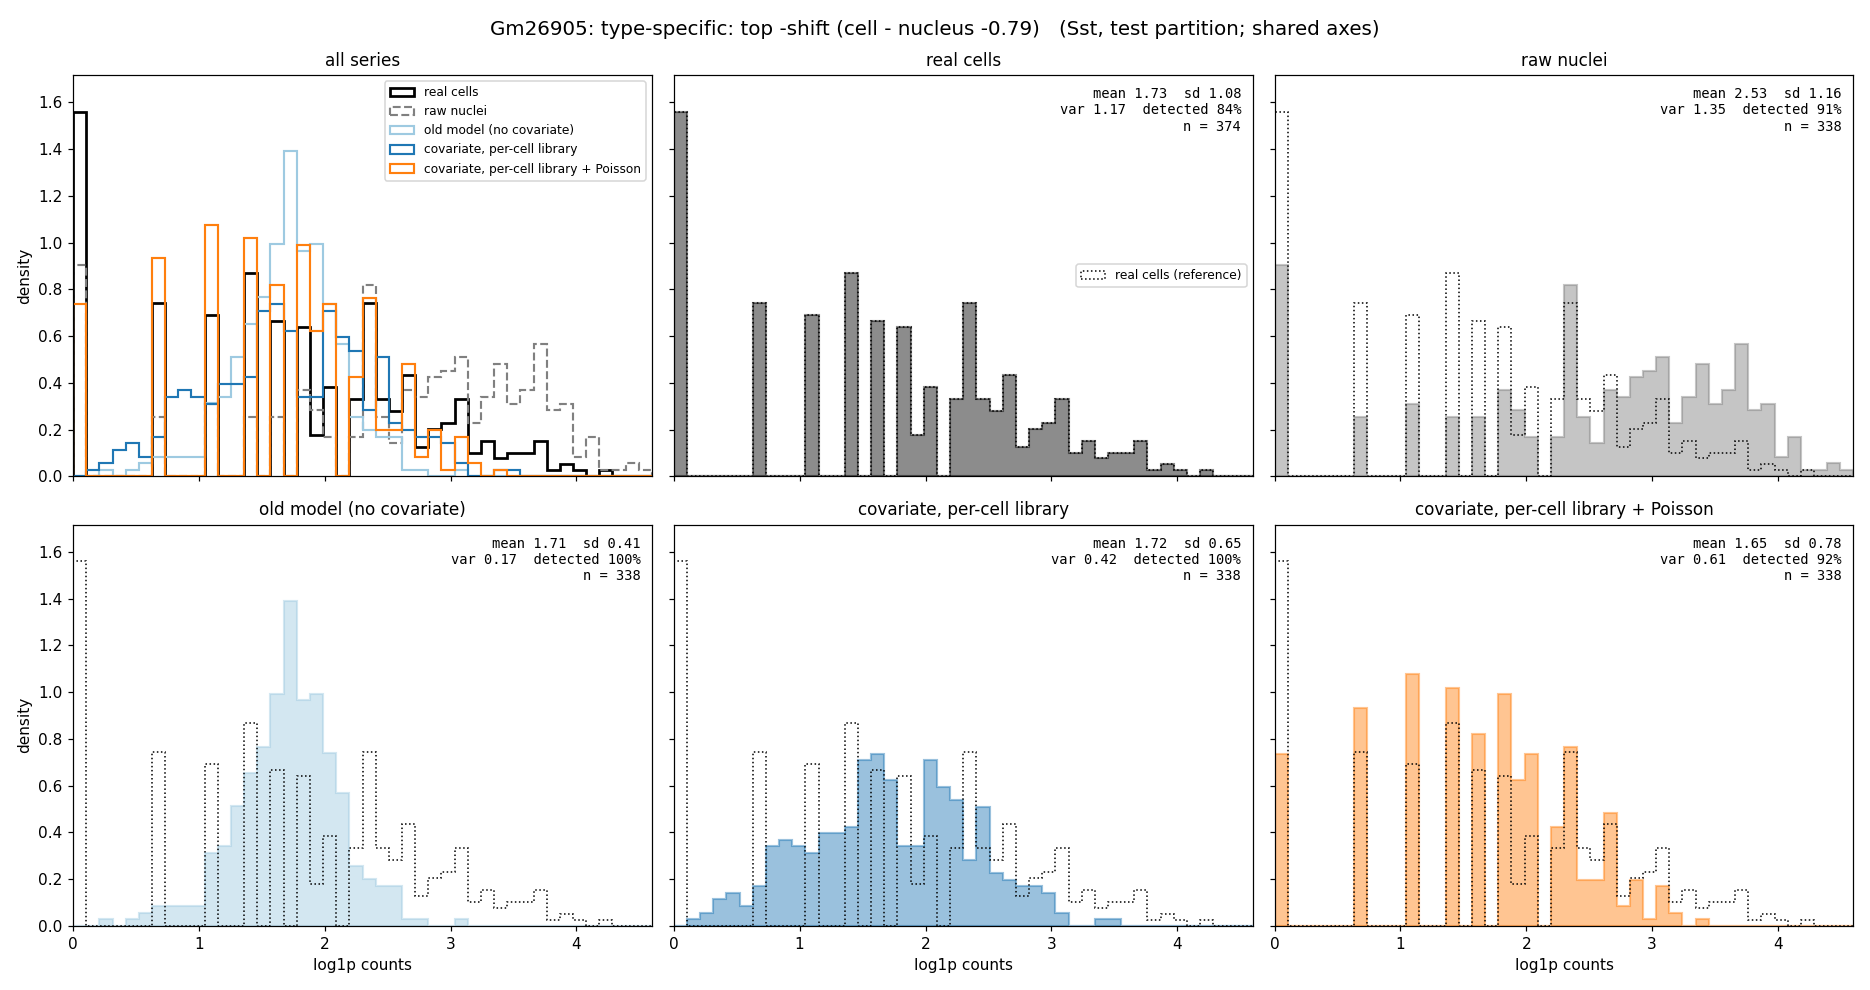 Gm26905: type-specific: top -shift (cell - nucleus -0.79)   (Sst, test partition; shared axes)
all series
real cells
raw nuclei
old model (no covariate)
covariate, per-cell library
covariate, per-cell library + Poisson
density
0.0
0.2
0.4
0.6
0.8
1.0
1.2
1.4
1.6
real cells
mean 1.73  sd 1.08
var 1.17  detected 84%
n = 374
real cells (reference)
raw nuclei
mean 2.53  sd 1.16
var 1.35  detected 91%
n = 338
old model (no covariate)
mean 1.71  sd 0.41
var 0.17  detected 100%
n = 338
density
0.0
0.2
0.4
0.6
0.8
1.0
1.2
1.4
1.6
0 1 2 3 4
log1p counts
covariate, per-cell library
mean 1.72  sd 0.65
var 0.42  detected 100%
n = 338
0 1 2 3 4
log1p counts
covariate, per-cell library + Poisson
mean 1.65  sd 0.78
var 0.61  detected 92%
n = 338
0 1 2 3 4
log1p counts